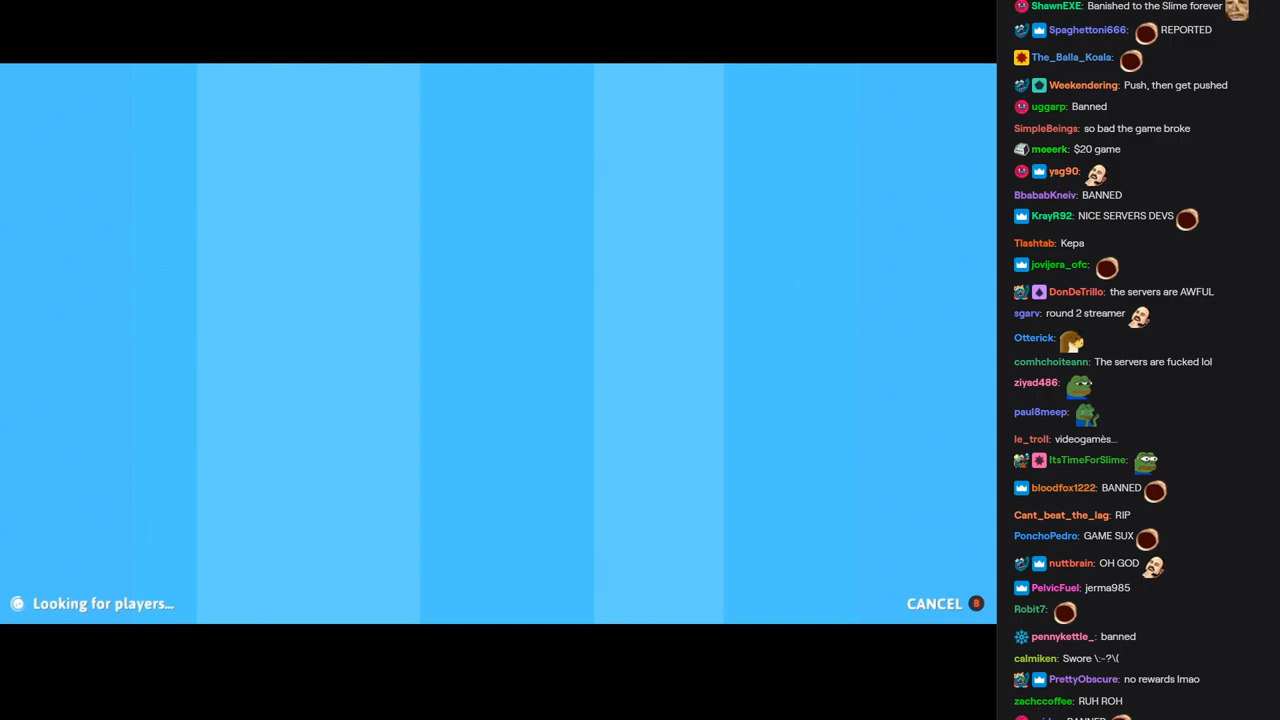 Looking for players...
CANCEL B
ShawnEXE: Banished to the Slime forever
Spaghettoni666: REPORTED
The_Balla_Koala:
Weekendering: Push, then get pushed
uggarp: Banned
SimpleBeings: so bad the game broke
meeerk: $20 game
ysg90:
BbababKneiv: BANNED
KrayR92: NICE SERVERS DEVS
Tlashtab: Kepa
jovijera_ofc:
DonDeTrillo: the servers are AWFUL
sgarv: round 2 streamer
Otterick:
comhchoiteann: The servers are fucked lol
ziyad486:
paul8meep:
le_troll: videogamès...
ItsTimeForSlime:
bloodfox1222: BANNED
Cant_beat_the_lag: RIP
PonchoPedro: GAME SUX
nuttbrain: OH GOD
PelvicFuel: jerma985
Robit7:
pennykettle_: banned
calmiken: Swore \:-?\(
PrettyObscure: no rewards lmao
zachccoffee: RUH ROH